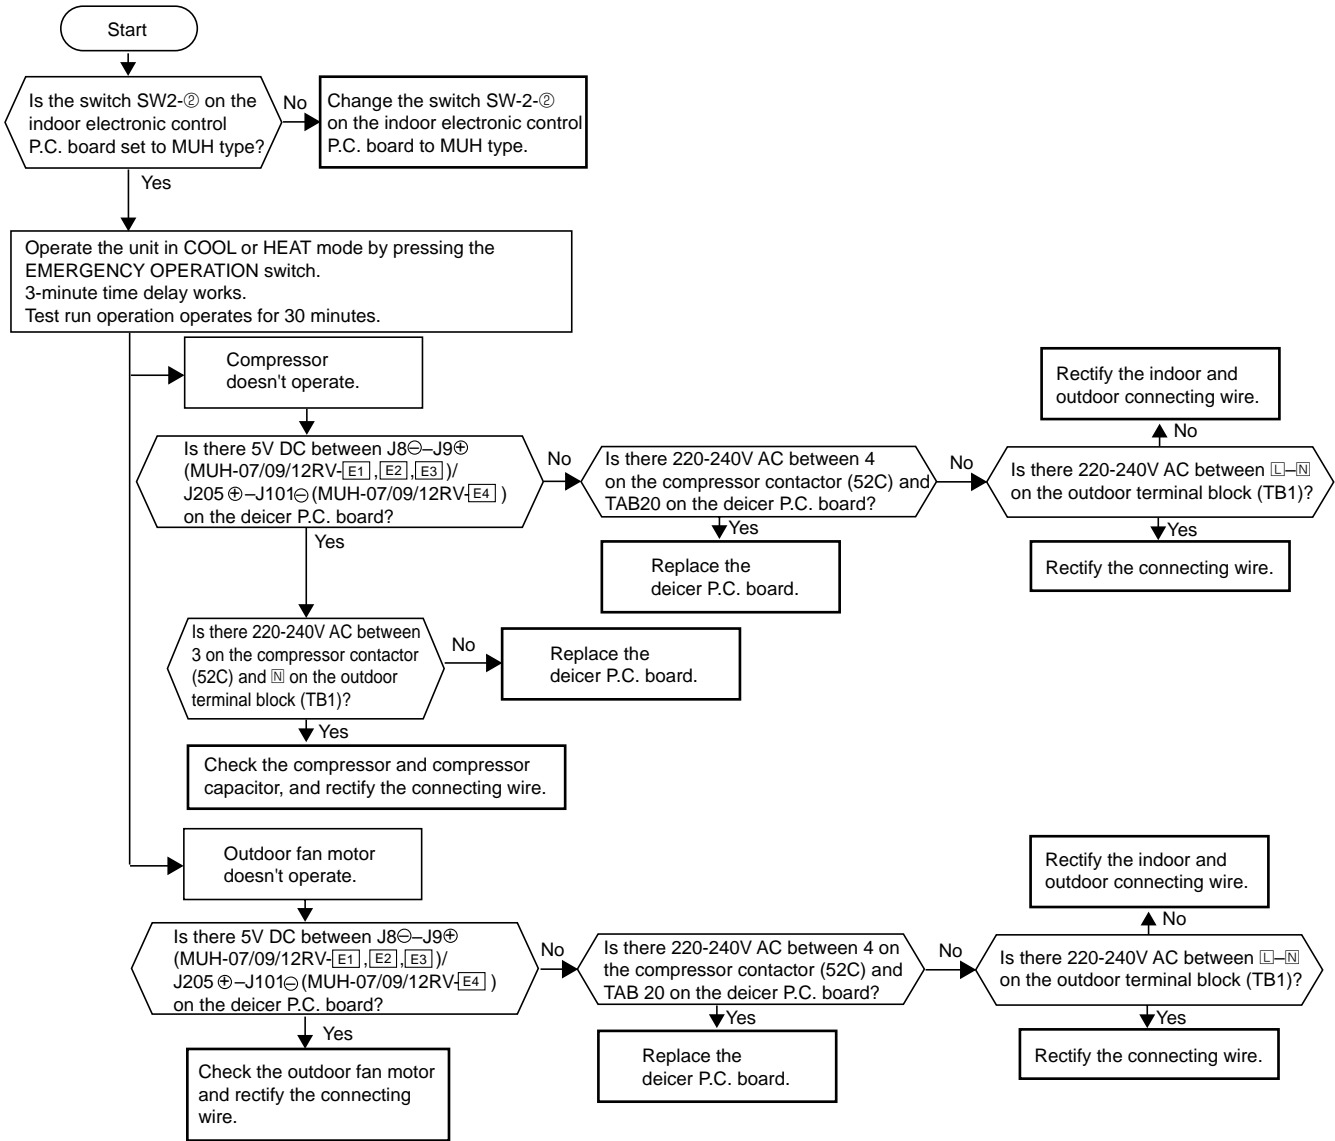 Start
Is the switch SW2-② on the
indoor electronic control
P.C. board set to MUH type?
No
Change the switch SW-2-②
on the indoor electronic control
P.C. board to MUH type.
Yes
Operate the unit in COOL or HEAT mode by pressing the
EMERGENCY OPERATION switch.
3-minute time delay works.
Test run operation operates for 30 minutes.
Compressor
doesn't operate.
Is there 5V DC between J8⊖–J9⊕
(MUH-07/09/12RV-E1,E2,E3)/
J205⊕–J101⊖(MUH-07/09/12RV-E4)
on the deicer P.C. board?
No
Is there 220-240V AC between 4
on the compressor contactor (52C) and
TAB20 on the deicer P.C. board?
No
Is there 220-240V AC between L–N
on the outdoor terminal block (TB1)?
No
Rectify the indoor and
outdoor connecting wire.
Yes
Rectify the connecting wire.
Yes
Replace the
deicer P.C. board.
Yes
Is there 220-240V AC between
3 on the compressor contactor
(52C) and N on the outdoor
terminal block (TB1)?
No
Replace the
deicer P.C. board.
Yes
Check the compressor and compressor
capacitor, and rectify the connecting wire.
Outdoor fan motor
doesn't operate.
Is there 5V DC between J8⊖–J9⊕
(MUH-07/09/12RV-E1,E2,E3)/
J205⊕–J101⊖(MUH-07/09/12RV-E4)
on the deicer P.C. board?
No
Is there 220-240V AC between 4 on
the compressor contactor (52C) and
TAB 20 on the deicer P.C. board?
No
Is there 220-240V AC between L–N
on the outdoor terminal block (TB1)?
No
Rectify the indoor and
outdoor connecting wire.
Yes
Rectify the connecting wire.
Yes
Replace the
deicer P.C. board.
Yes
Check the outdoor fan motor
and rectify the connecting
wire.